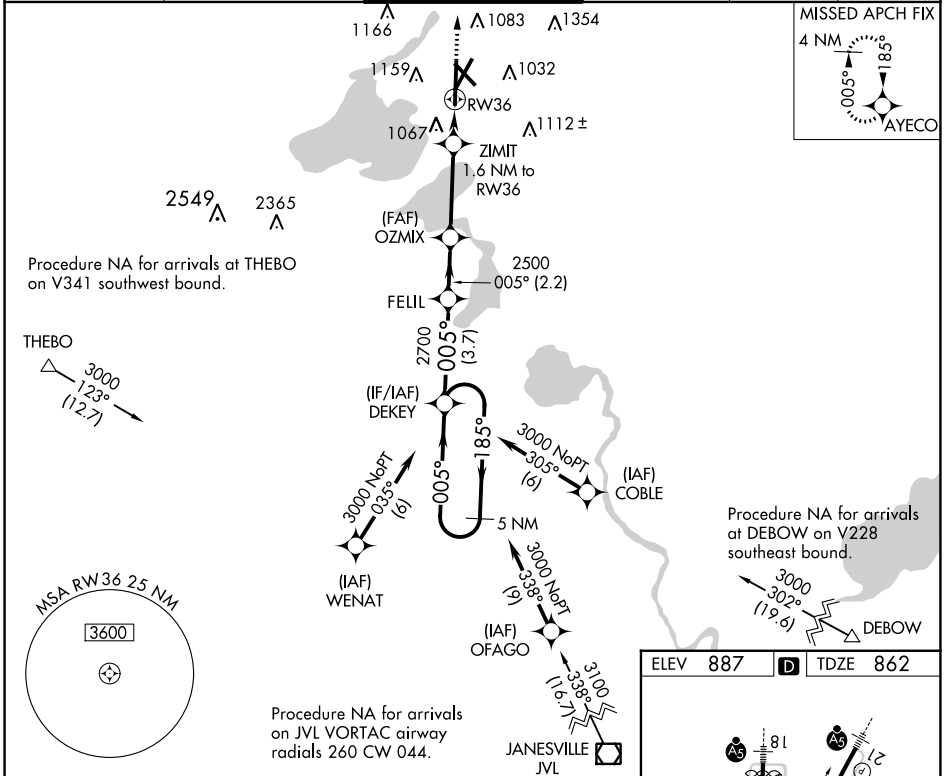 1166
1083
1354
MISSED APCH FIX
4 NM
005°
185°
AYECO
1159
1032
RW36
1067
1112 ±
ZIMIT
1.6 NM to
RW36
2549
2365
(FAF)
OZMIX
Procedure NA for arrivals at THEBO
on V341 southwest bound.
2500
005° (2.2)
FELIL
THEBO
3000
123°
(12.7)
2700
005°
(3.7)
(IF/IAF)
DEKEY
005°
185°
5 NM
3000 NoPT
035°
(6)
(IAF)
WENAT
3000 NoPT
305°
(6)
(IAF)
COBLE
Procedure NA for arrivals
at DEBOW on V228
southeast bound.
3000
302°
(19.6)
DEBOW
3000 NoPT
338°
(9)
(IAF)
OFAGO
MSA RW36 25 NM
3600
3100
338°
(16.7)
JANESVILLE
JVL
Procedure NA for arrivals
on JVL VORTAC airway
radials 260 CW 044.
ELEV 887 D TDZE 862
A5
18
A5
21
P